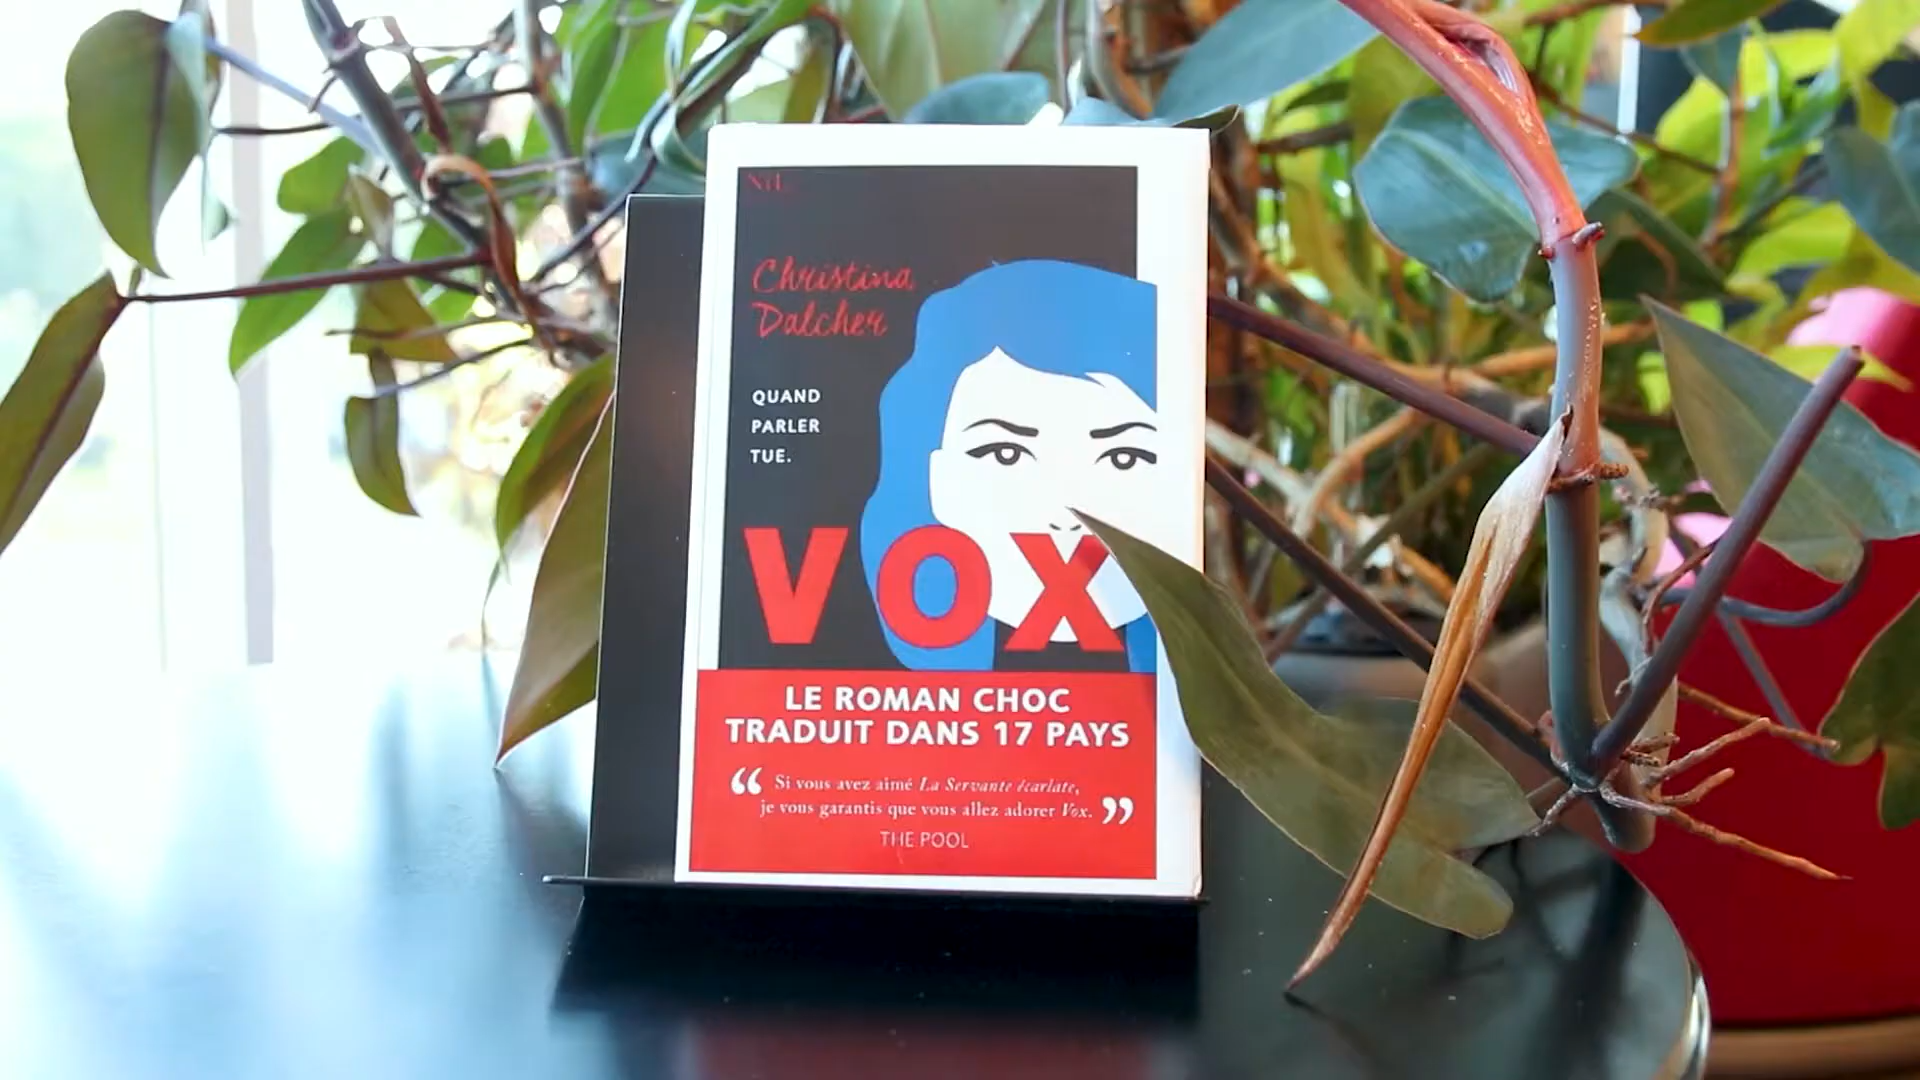 NiL
Christina
Dalcher
QUAND
PARLER
TUE.
VOX
LE ROMAN CHOC
TRADUIT DANS 17 PAYS
“ Si vous avez aimé La Servante écarlate,
je vous garantis que vous allez adorer Vox. ”
THE POOL